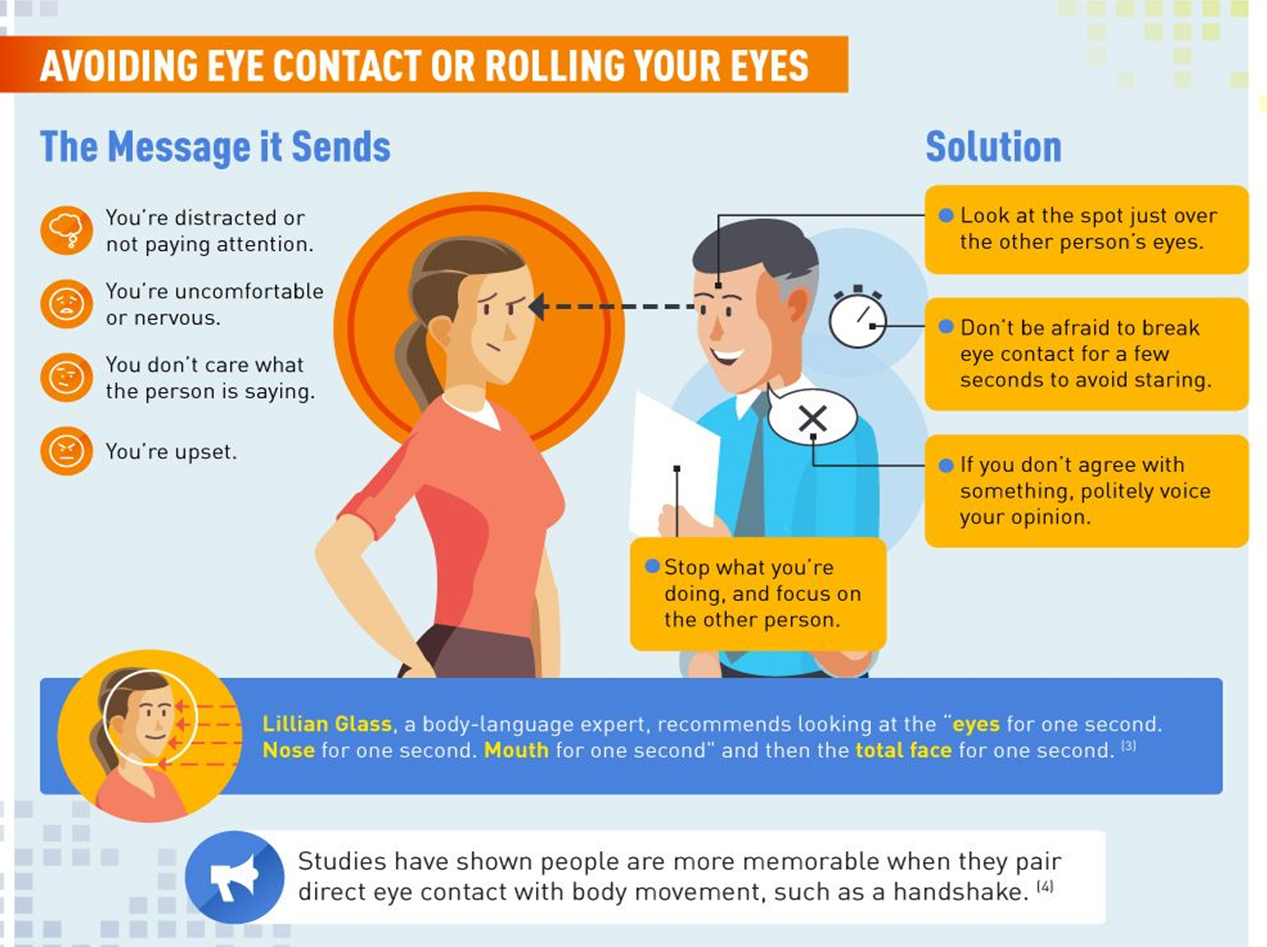 AVOIDING EYE CONTACT OR ROLLING YOUR EYES
The Message it Sends
You're distracted or
not paying attention.
You're uncomfortable
or nervous.
You don't care what
the person is saying.
You're upset.
Solution
Look at the spot just over
the other person's eyes.
Don't be afraid to break
eye contact for a few
seconds to avoid staring.
If you don't agree with
something, politely voice
your opinion.
Stop what you're
doing, and focus on
the other person.
Lillian Glass, a body-language expert, recommends looking at the "eyes for one second.
Nose for one second. Mouth for one second" and then the total face for one second. (3)
Studies have shown people are more memorable when they pair
direct eye contact with body movement, such as a handshake. (4)